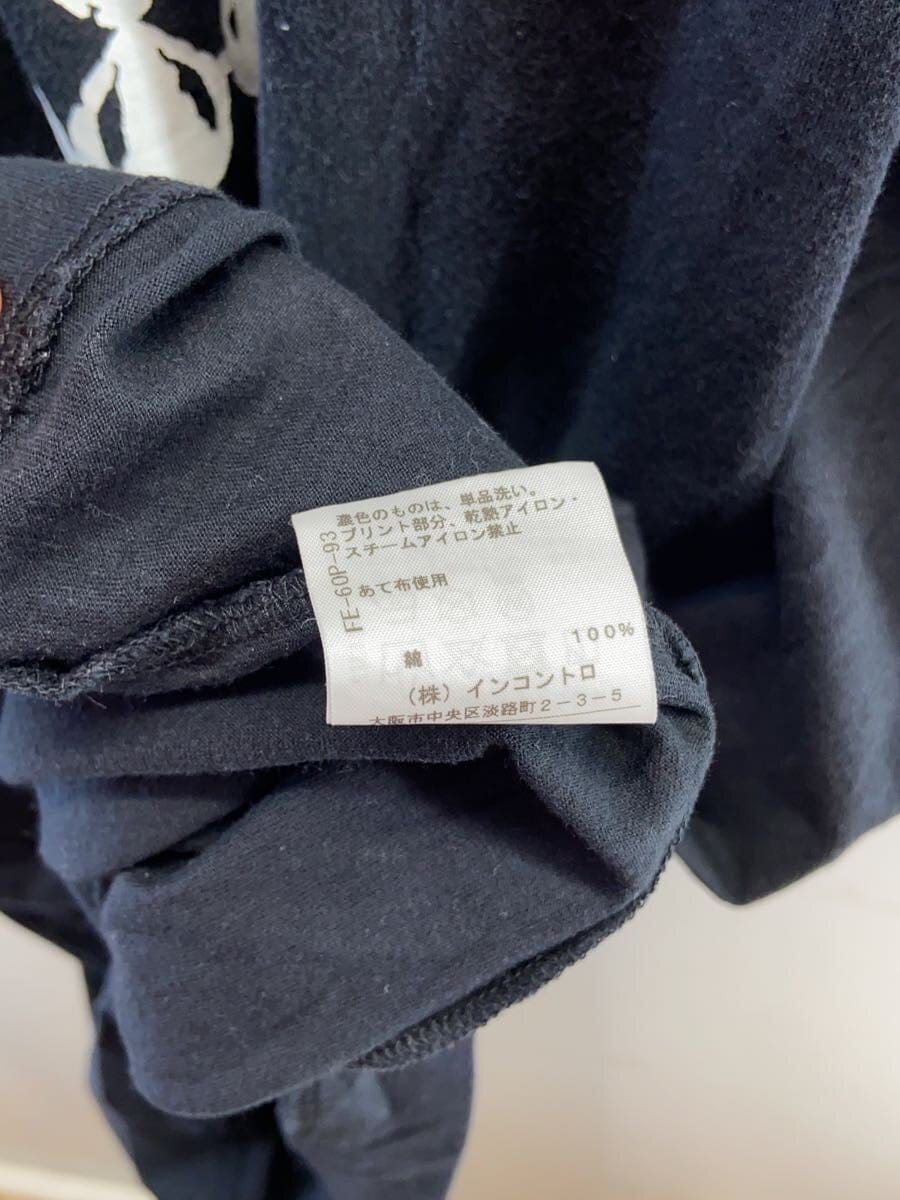 濃色のものは、単品洗い。
プリント部分、乾熱アイロン・
スチームアイロン禁止
あて布使用
FE-60P-93
綿 100%
(株) インコントロ
大阪市中央区淡路町2-3-5